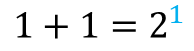 1 + 1 = 2¹